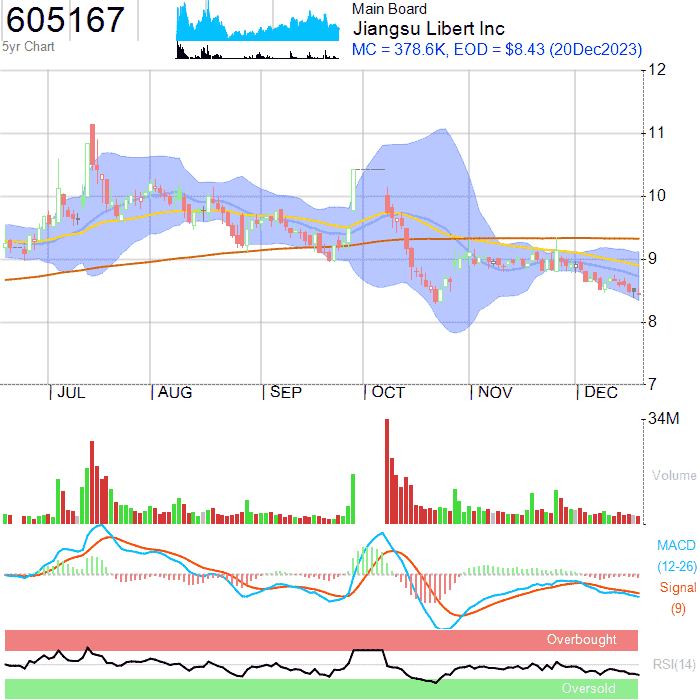 605167
5yr Chart
Main Board
Jiangsu Libert Inc
MC = 378.6K, EOD = $8.43 (20Dec2023)
12
11
10
9
8
7
JUL
AUG
SEP
OCT
NOV
DEC
34M
Volume
MACD
(12-26)
Signal
(9)
Overbought
RSI(14)
Oversold